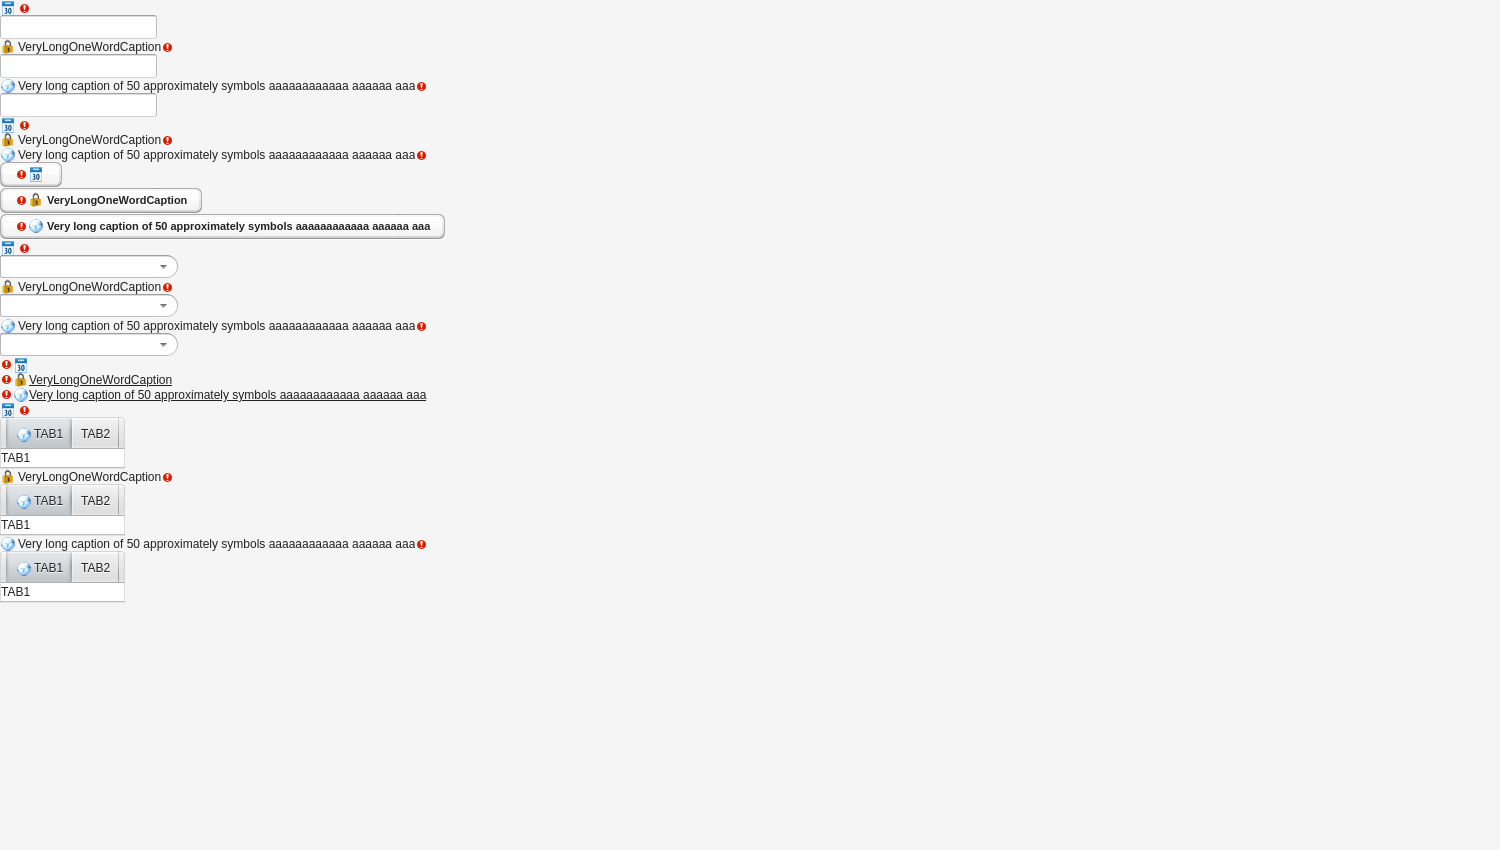 30
VeryLongOneWordCaption
Very long caption of 50 approximately symbols aaaaaaaaaaaa aaaaaa aaa
30
VeryLongOneWordCaption
Very long caption of 50 approximately symbols aaaaaaaaaaaa aaaaaa aaa
30
VeryLongOneWordCaption
Very long caption of 50 approximately symbols aaaaaaaaaaaa aaaaaa aaa
30
VeryLongOneWordCaption
Very long caption of 50 approximately symbols aaaaaaaaaaaa aaaaaa aaa
30
VeryLongOneWordCaption
Very long caption of 50 approximately symbols aaaaaaaaaaaa aaaaaa aaa
30
TAB1 TAB2
TAB1
VeryLongOneWordCaption
TAB1 TAB2
TAB1
Very long caption of 50 approximately symbols aaaaaaaaaaaa aaaaaa aaa
TAB1 TAB2
TAB1